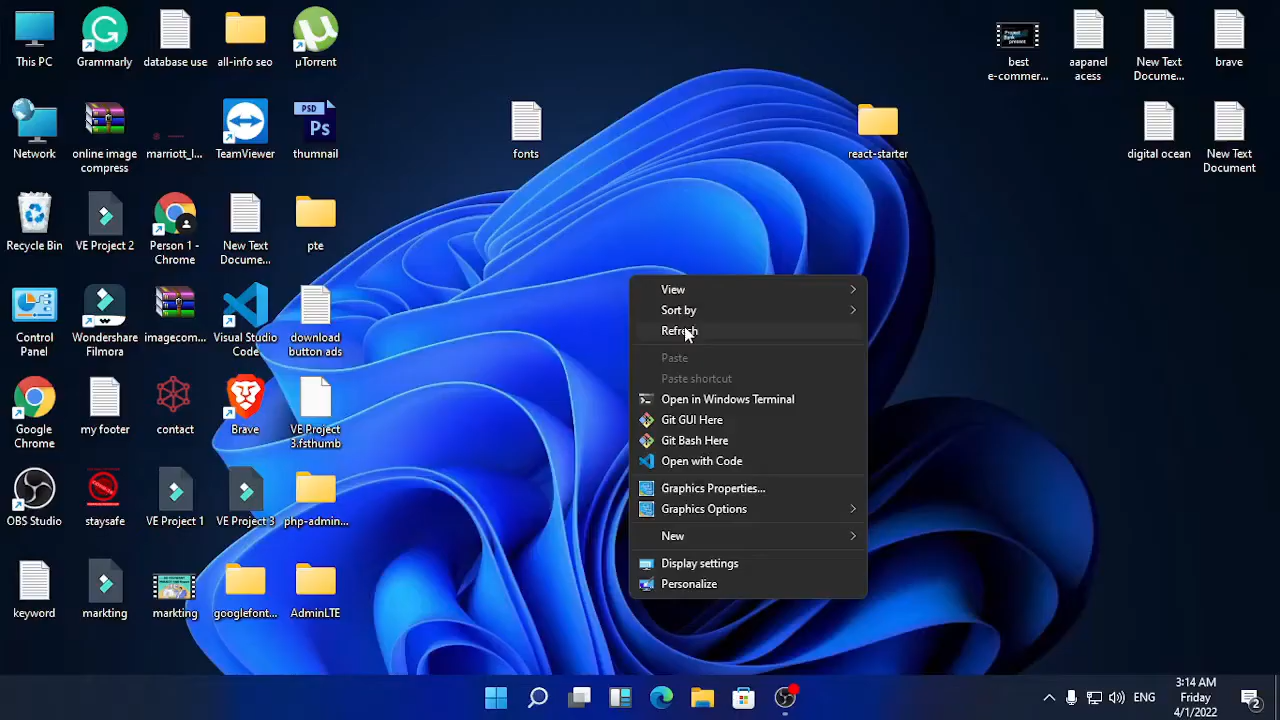 This PC
Grammarly
database use
all-info seo
µTorrent
best
e-commer...
aapanel
acess
New Text
Docume...
brave
Network
online image
compress
marriott_l...
TeamViewer
PSD
Ps
thumnail
fonts
react-starter
digital ocean
New Text
Document
Recycle Bin
VE Project 2
Person 1 -
Chrome
New Text
Docume...
pte
Control
Panel
Wondershare
Filmora
imagecom...
Visual Studio
Code
download
button ads
Google
Chrome
my footer
contact
Brave
VE Project
3.fsthumb
OBS Studio
staysafe
VE Project 1
VE Project 3
php-admin...
keyword
markting
markting
googlefont...
AdminLTE
View
Sort by
Refresh
Paste
Paste shortcut
Open in Windows Terminal
Git GUI Here
Git Bash Here
Open with Code
Graphics Properties...
Graphics Options
New
Display settings
Personalize
ENG
3:14 AM
Friday
4/1/2022
2